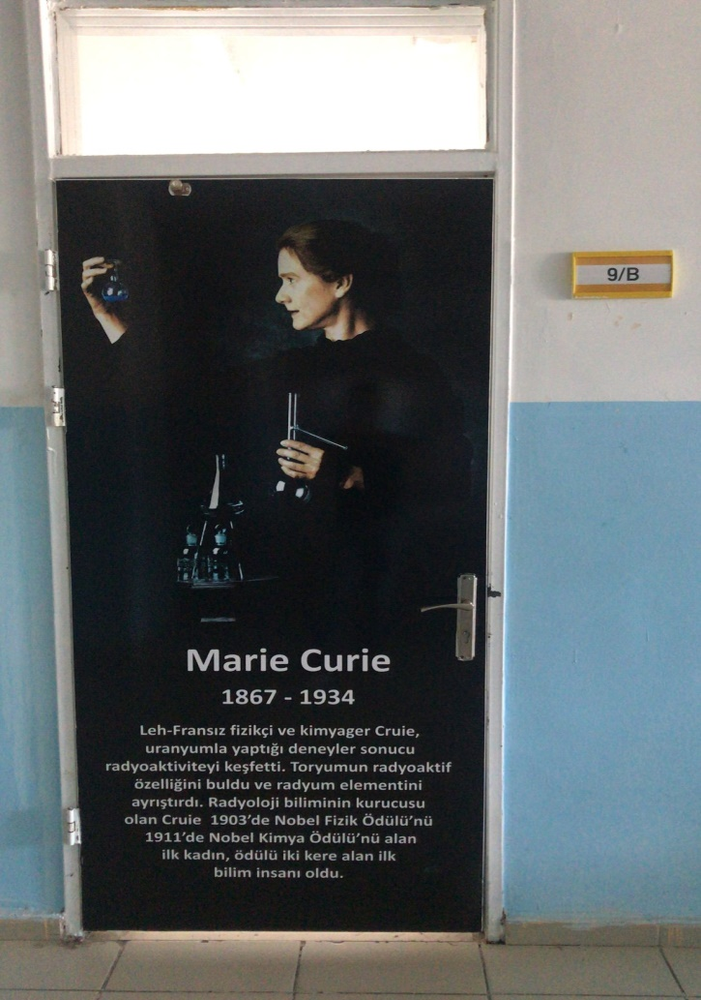 9/B
Marie Curie
1867 - 1934
Leh-Fransız fizikçi ve kimyager Cruie,
uranyumla yaptığı deneyler sonucu
radyoaktiviteyi keşfetti. Toryumun radyoaktif
özelliğini buldu ve radyum elementini
ayrıştırdı. Radyoloji biliminin kurucusu
olan Cruie 1903'de Nobel Fizik Ödülü'nü
1911'de Nobel Kimya Ödülü'nü alan
ilk kadın, ödülü iki kere alan ilk
bilim insanı oldu.